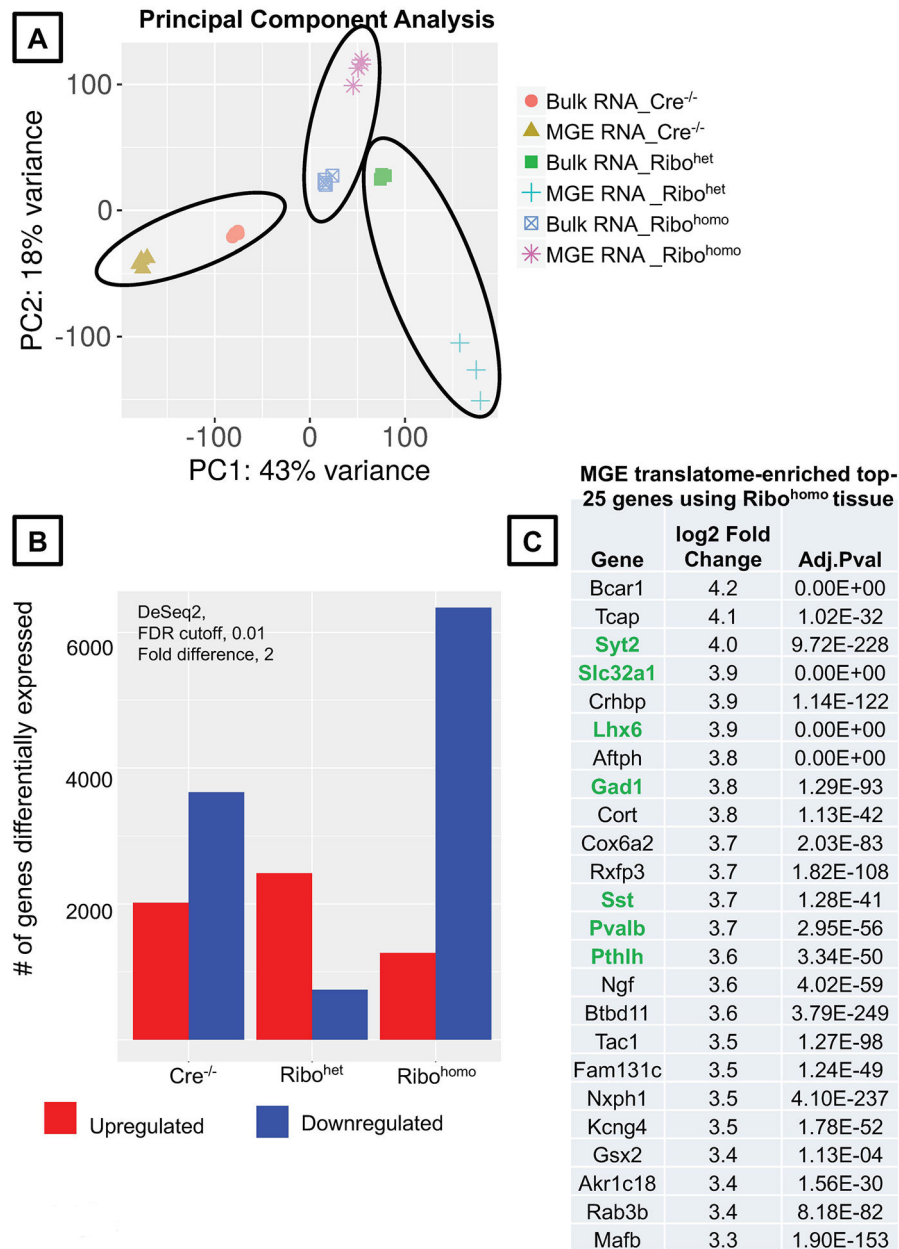 A
Principal Component Analysis
100
0
-100
PC2: 18% variance
-100
0
100
PC1: 43% variance
Bulk RNA_Cre-/-
MGE RNA_Cre-/-
Bulk RNA_Ribohet
MGE RNA _Ribohet
Bulk RNA_Ribohomo
MGE RNA _Ribohomo
B
# of genes differentially expressed
DeSeq2,
FDR cutoff, 0.01
Fold difference, 2
6000
4000
2000
Cre-/-
Ribohet
Ribohomo
Upregulated
Downregulated
C
MGE translatome-enriched top-
25 genes using Ribohomo tissue
Gene log2 Fold Change Adj.Pval
Bcar1 4.2 0.00E+00
Tcap 4.1 1.02E-32
Syt2 4.0 9.72E-228
Slc32a1 3.9 0.00E+00
Crhbp 3.9 1.14E-122
Lhx6 3.9 0.00E+00
Aftph 3.8 0.00E+00
Gad1 3.8 1.29E-93
Cort 3.8 1.13E-42
Cox6a2 3.7 2.03E-83
Rxfp3 3.7 1.82E-108
Sst 3.7 1.28E-41
Pvalb 3.7 2.95E-56
Pthlh 3.6 3.34E-50
Ngf 3.6 4.02E-59
Btbd11 3.6 3.79E-249
Tac1 3.5 1.27E-98
Fam131c 3.5 1.24E-49
Nxph1 3.5 4.10E-237
Kcng4 3.5 1.78E-52
Gsx2 3.4 1.13E-04
Akr1c18 3.4 1.56E-30
Rab3b 3.4 8.18E-82
Mafb 3.3 1.90E-153